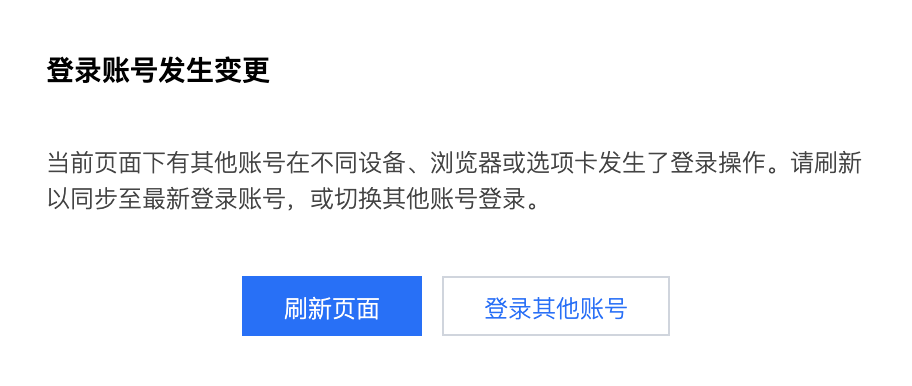 登录账号发生变更
当前页面下有其他账号在不同设备、浏览器或选项卡发生了登录操作。请刷新
以同步至最新登录账号，或切换其他账号登录。
刷新页面
登录其他账号